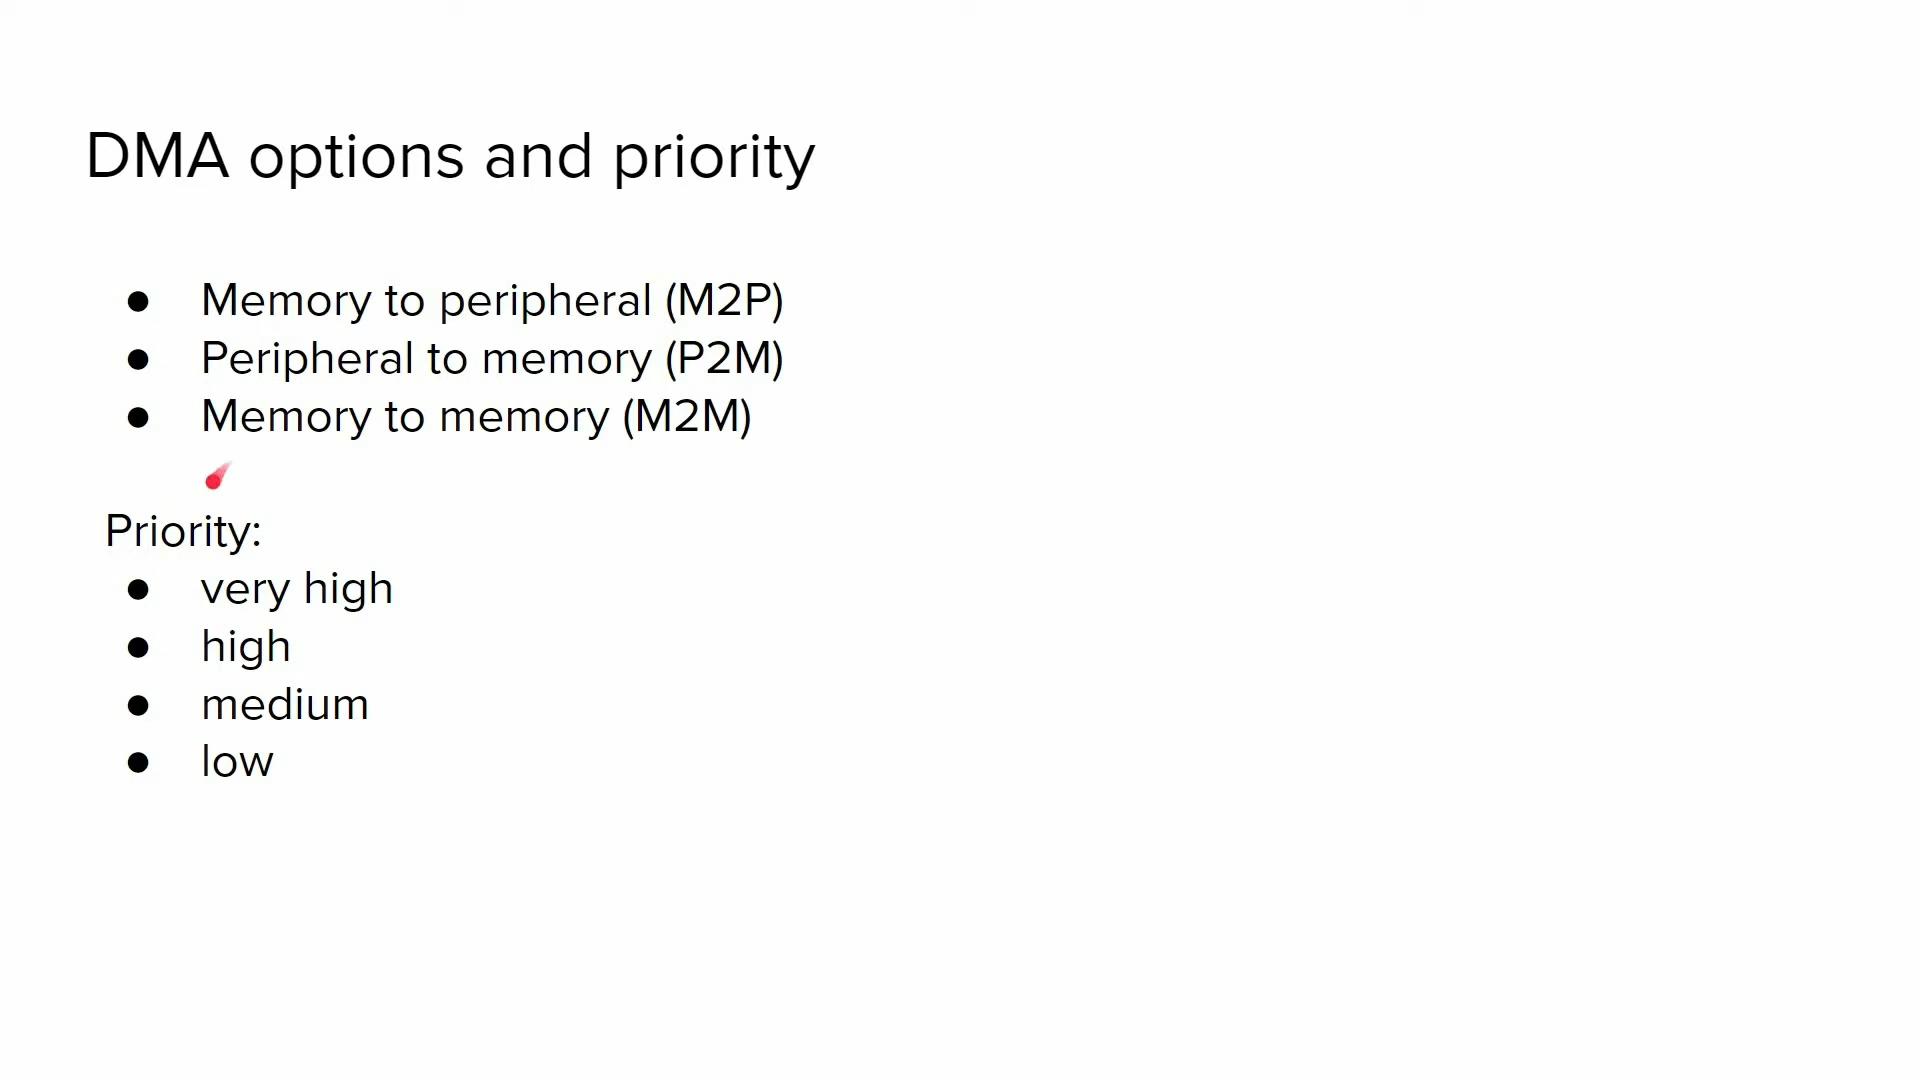 DMA options and priority
● Memory to peripheral (M2P)
● Peripheral to memory (P2M)
● Memory to memory (M2M)
Priority:
● very high
● high
● medium
● low